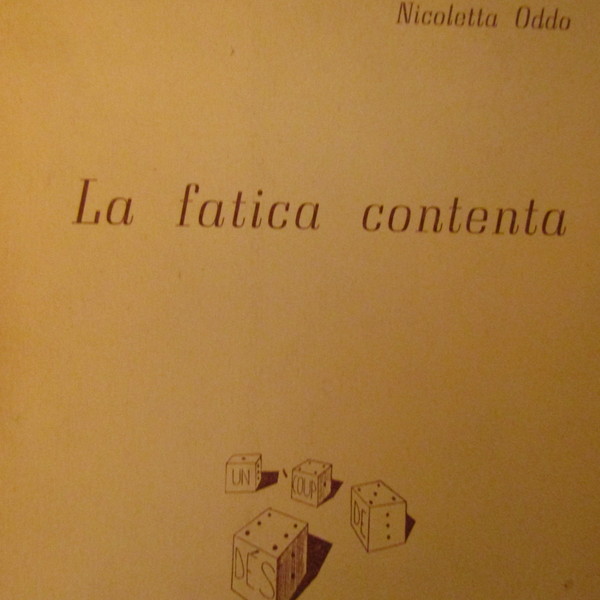 Nicoletta Oddo
La fatica contenta
UN COUP DE
DÉS